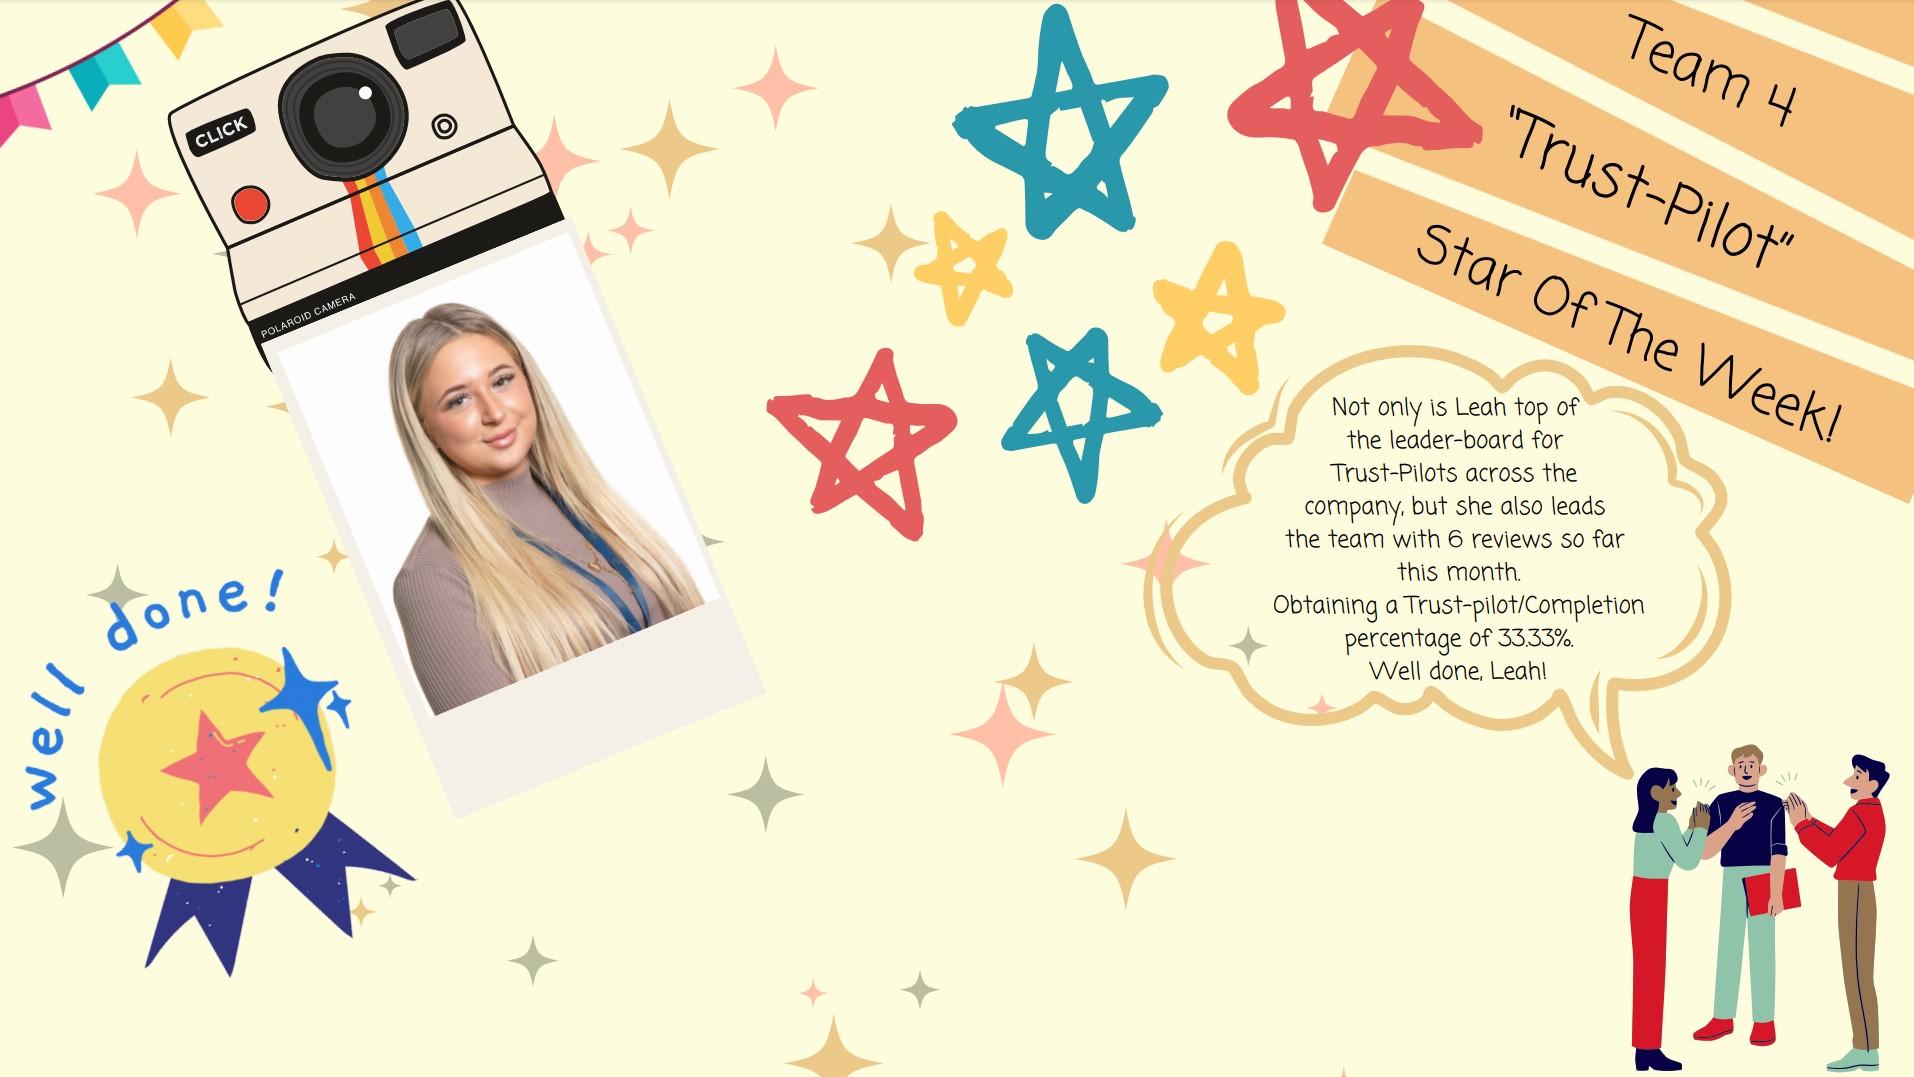 CLICK
POLAROID CAMERA
Team 4
"Trust-Pilot"
Star Of The Week!
Not only is Leah top of
the leader-board for
Trust-Pilots across the
company, but she also leads
the team with 6 reviews so far
this month.
Obtaining a Trust-pilot/Completion
percentage of 33.33%.
Well done, Leah!
well done!